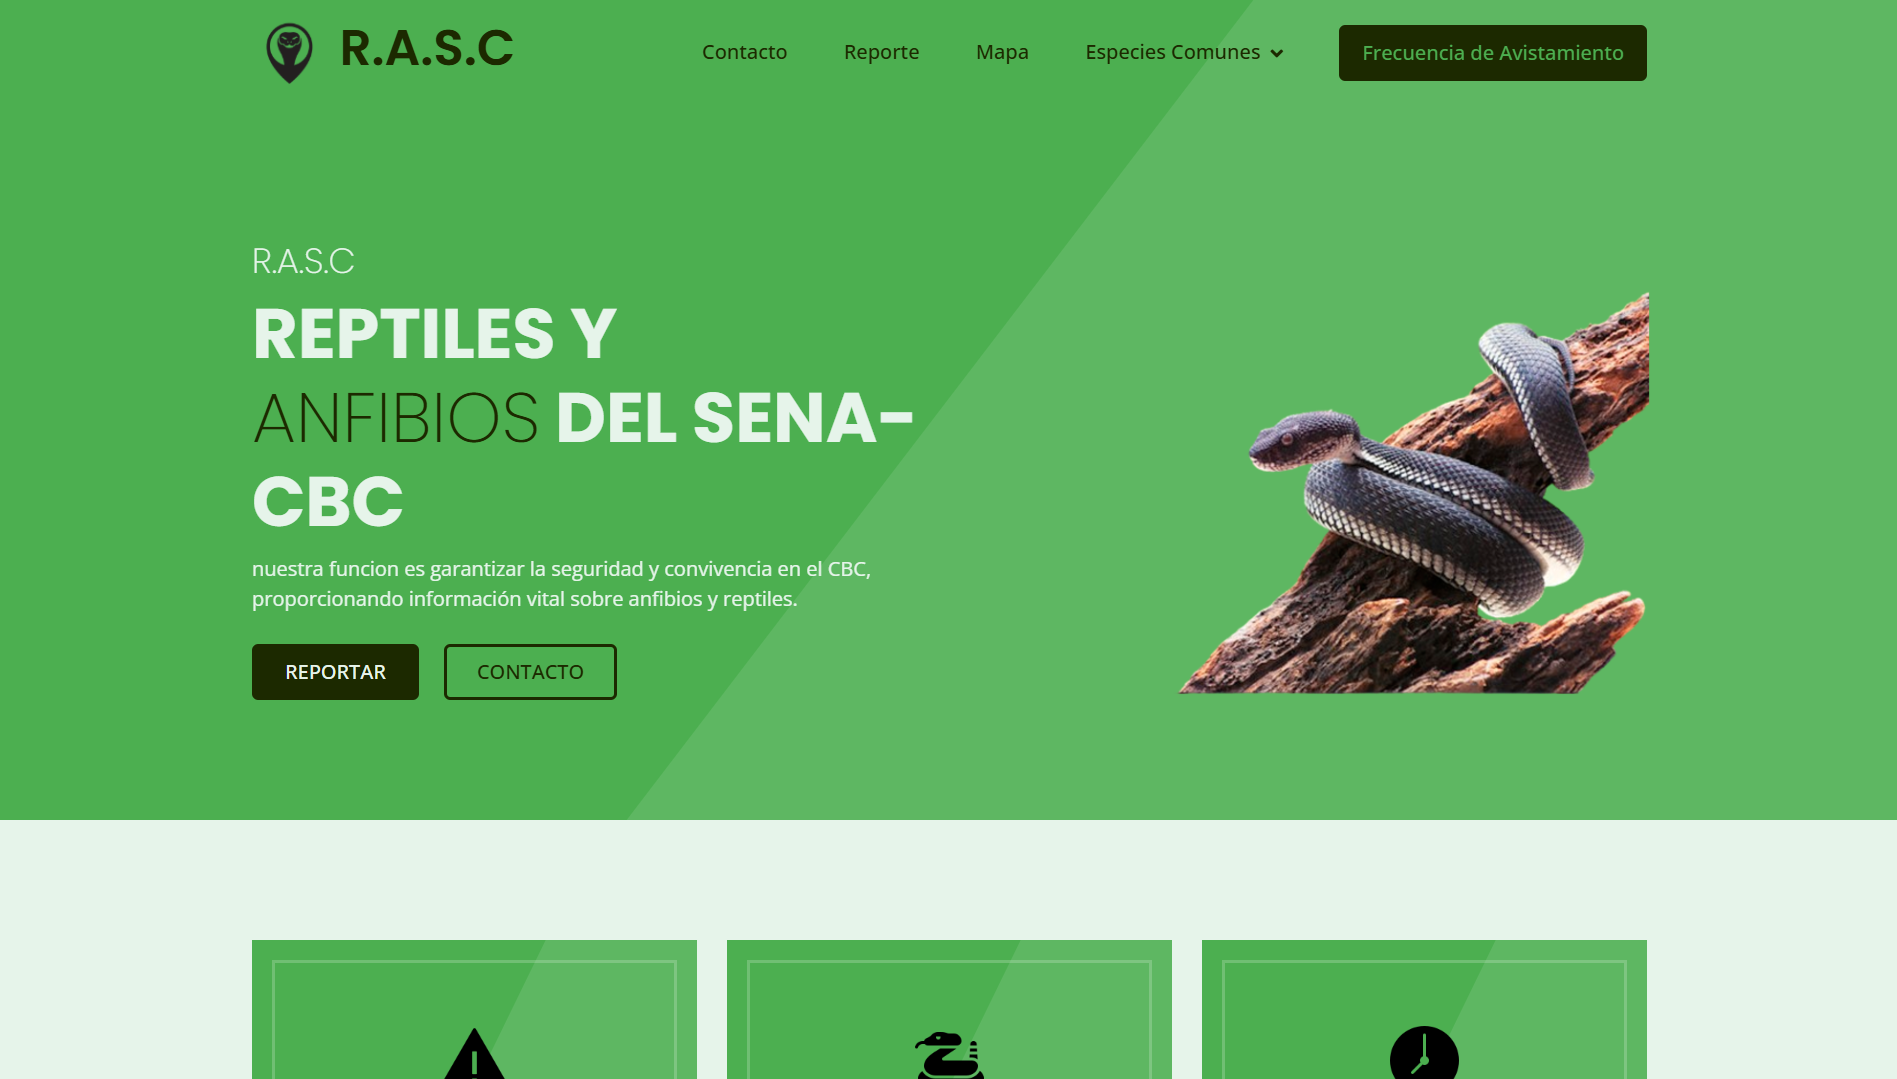 R.A.S.C
Contacto
Reporte
Mapa
Especies Comunes
Frecuencia de Avistamiento
R.A.S.C
REPTILES Y
ANFIBIOS DEL SENA-
CBC
nuestra funcion es garantizar la seguridad y convivencia en el CBC,
proporcionando información vital sobre anfibios y reptiles.
REPORTAR
CONTACTO